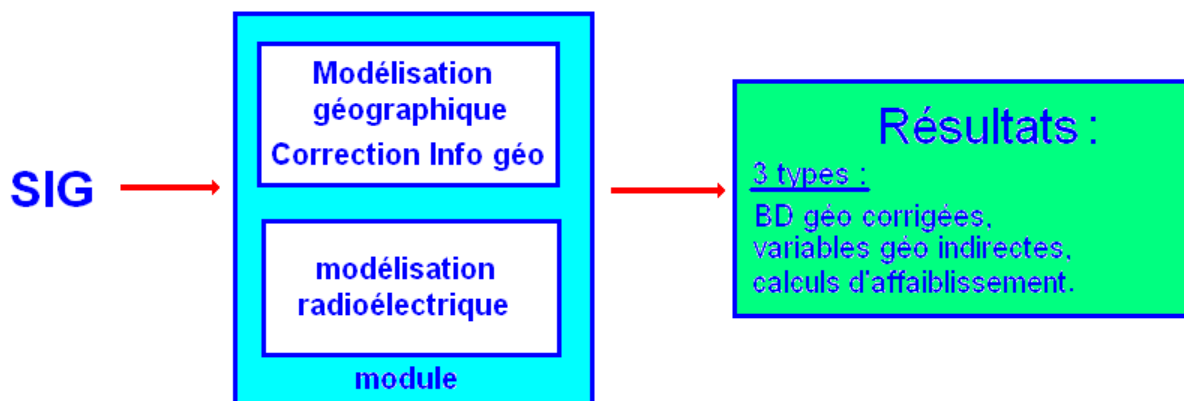 SIG
Modélisation
géographique
Correction Info géo
modélisation
radioélectrique
module
Résultats :
3 types :
BD géo corrigées,
variables géo indirectes,
calculs d'affaiblissement.